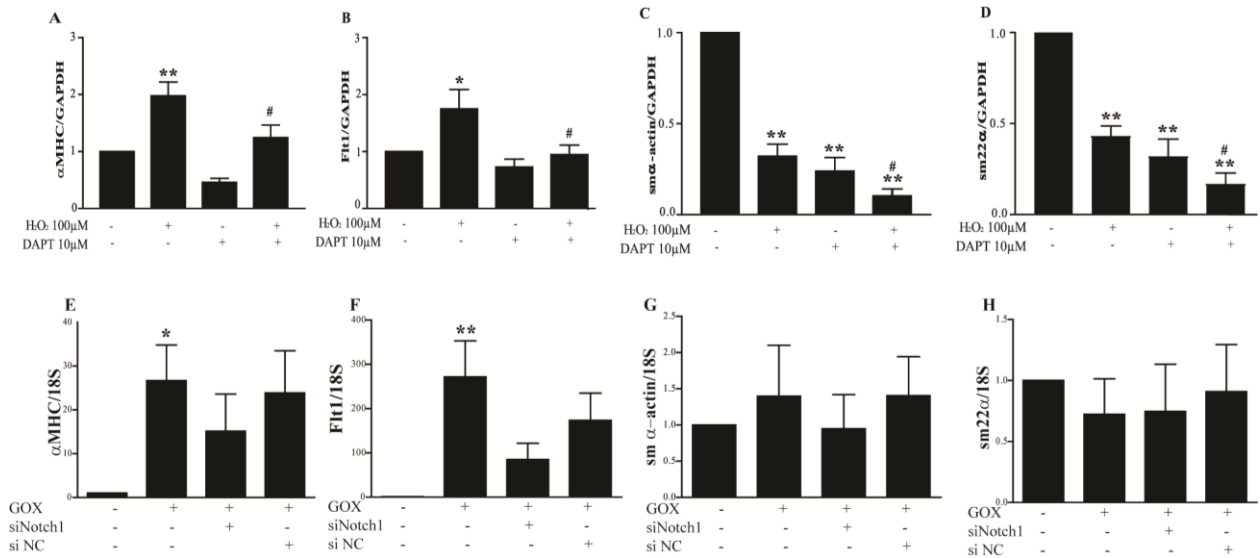 A
αMHC/GAPDH
4
3
2
1
0
**
#
H₂O₂ 100µM - + - +
DAPT 10µM - - + +
B
Flt1/GAPDH
3
2
1
0
*
#
H₂O₂ 100µM - + - +
DAPT 10µM - - + +
C
smα-actin/GAPDH
1.0
0.5
0.0
**
**
#
**
H₂O₂ 100µM - + - +
DAPT 10µM - - + +
D
sm22α/GAPDH
1.0
0.5
0.0
**
**
#
**
H₂O₂ 100µM - + - +
DAPT 10µM - - + +
E
αMHC/18S
40
30
20
10
0
*
GOX - + + +
siNotch1 - - + -
si NC - - - +
F
Flt1/18S
400
300
200
100
0
**
GOX - + + +
siNotch1 - - + -
si NC - - - +
G
sm α-actin/18S
2.5
2.0
1.5
1.0
0.5
0.0
GOX - + + +
siNotch1 - - + -
si NC - - - +
H
sm22α/18S
1.5
1.0
0.5
0.0
GOX - + + +
siNotch1 - - + -
si NC - - - +